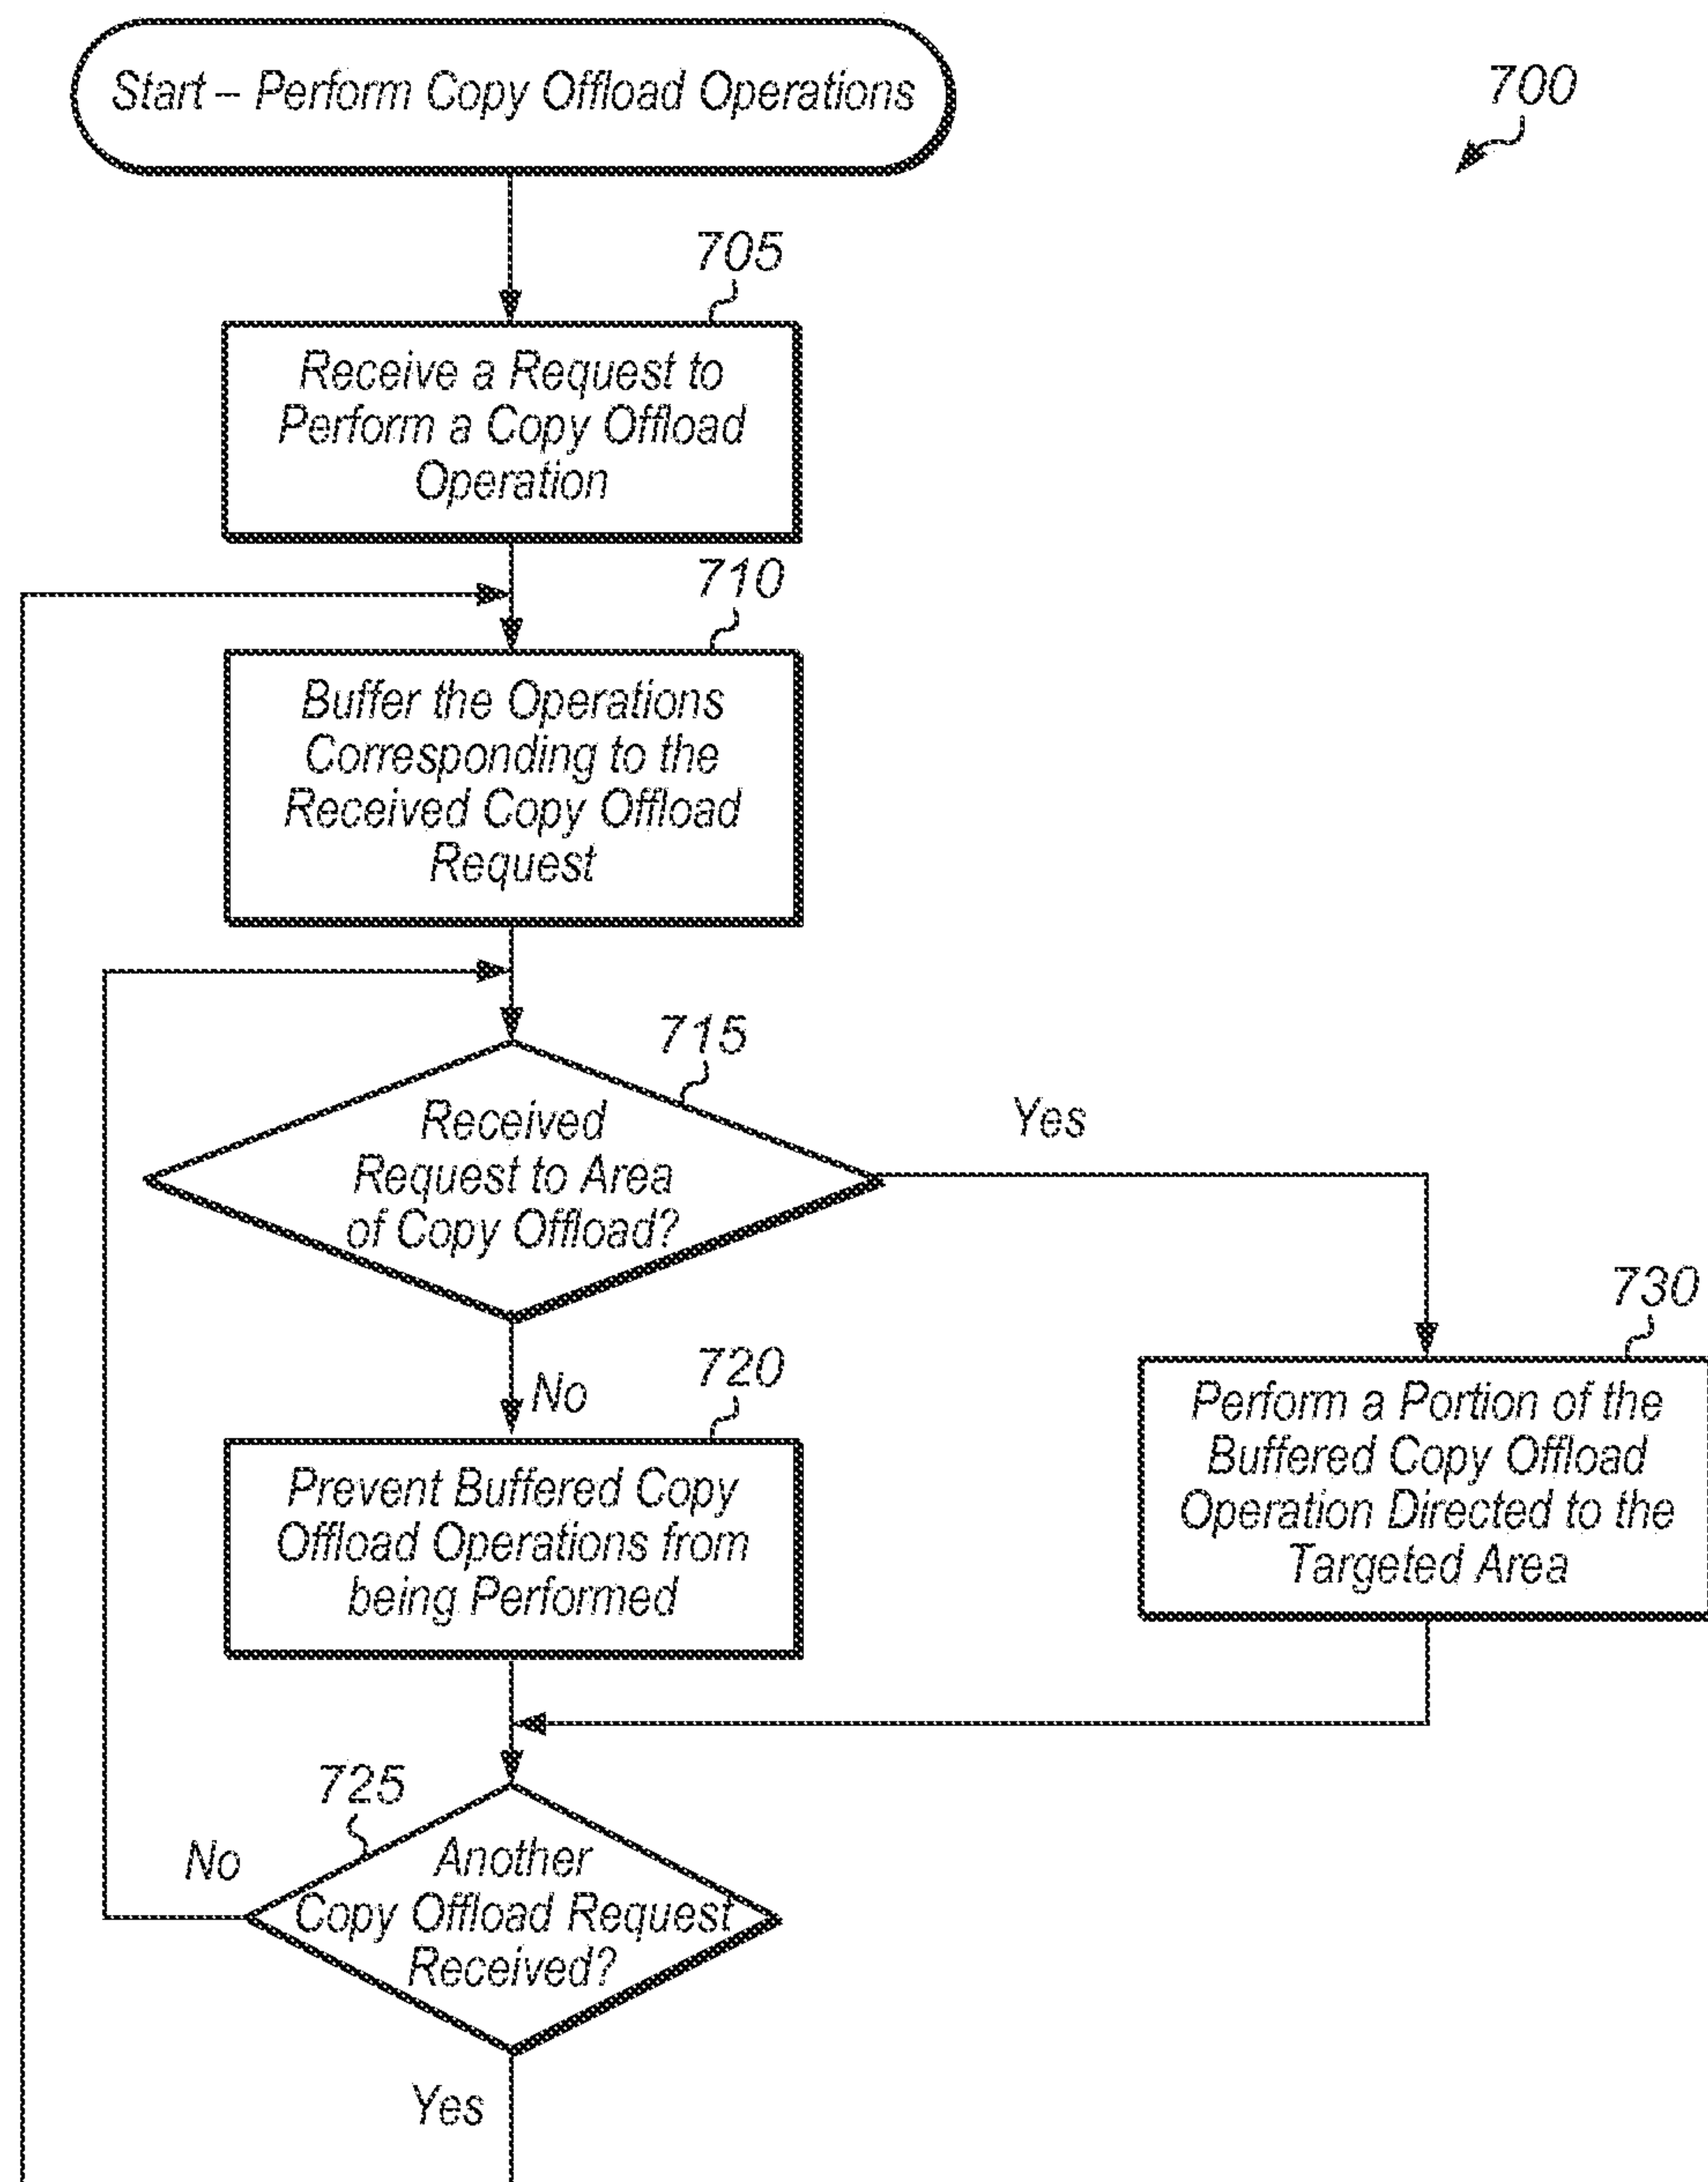 Start – Perform Copy Offload Operations
700
705
Receive a Request to
Perform a Copy Offload
Operation
710
Buffer the Operations
Corresponding to the
Received Copy Offload
Request
715
Received
Request to Area
of Copy Offload?
Yes
No
720
Prevent Buffered Copy
Offload Operations from
being Performed
730
Perform a Portion of the
Buffered Copy Offload
Operation Directed to the
Targeted Area
725
No
Another
Copy Offload Request
Received?
Yes